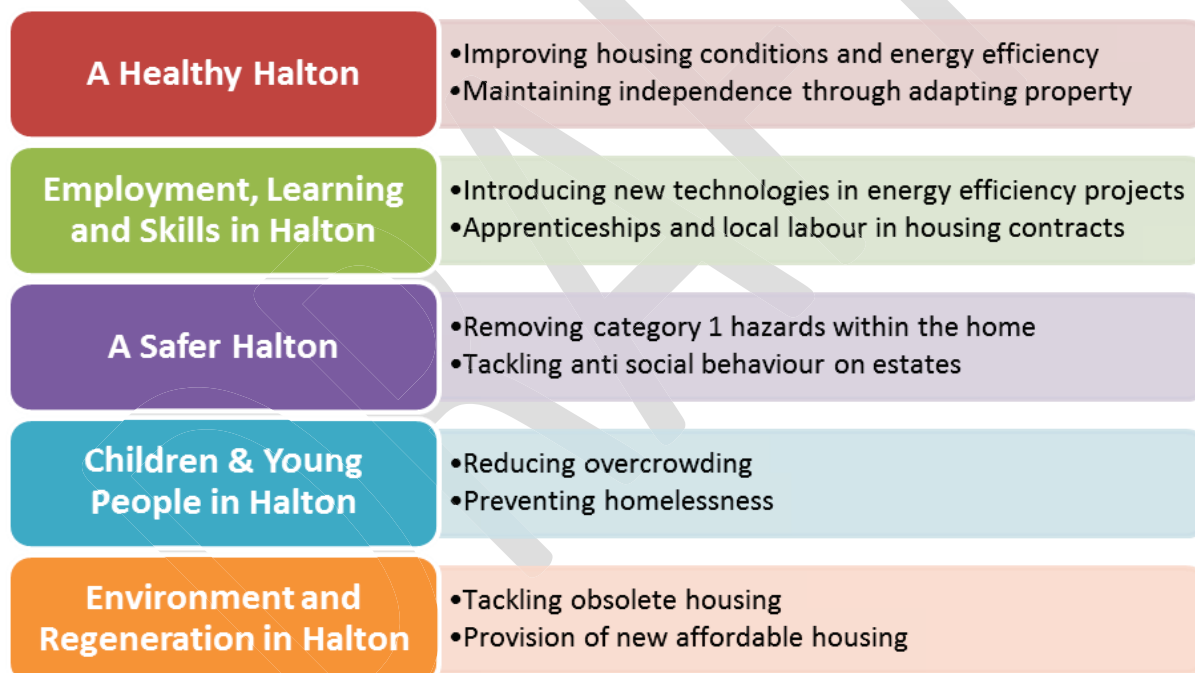 A Healthy Halton
•Improving housing conditions and energy efficiency
•Maintaining independence through adapting property
Employment, Learning
and Skills in Halton
•Introducing new technologies in energy efficiency projects
•Apprenticeships and local labour in housing contracts
A Safer Halton
•Removing category 1 hazards within the home
•Tackling anti social behaviour on estates
Children & Young
People in Halton
•Reducing overcrowding
•Preventing homelessness
Environment and
Regeneration in Halton
•Tackling obsolete housing
•Provision of new affordable housing